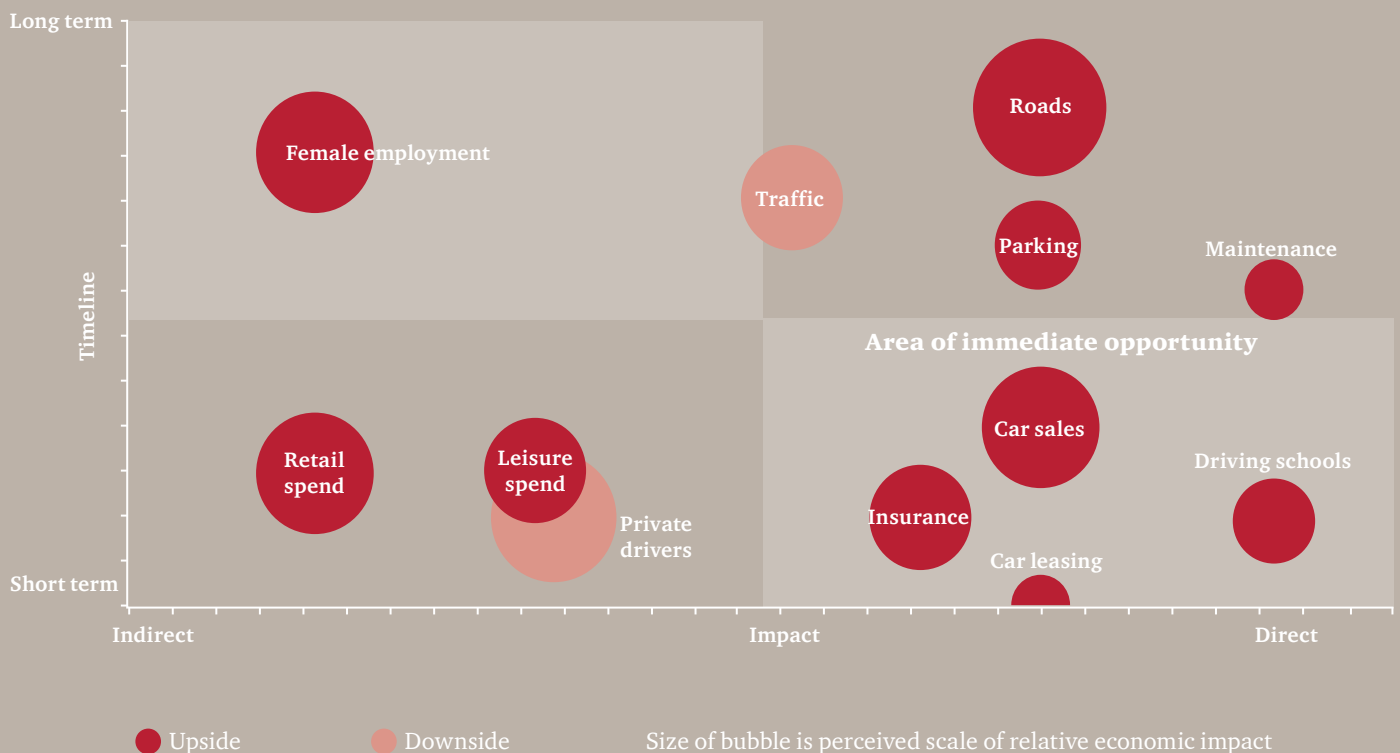 Long term
Roads
Female employment
Traffic
Parking
Maintenance
Timeline
Area of immediate opportunity
Car sales
Retail
spend
Leisure
spend
Driving schools
Insurance
Private
drivers
Car leasing
Short term
Indirect
Impact
Direct
Upside
Downside
Size of bubble is perceived scale of relative economic impact